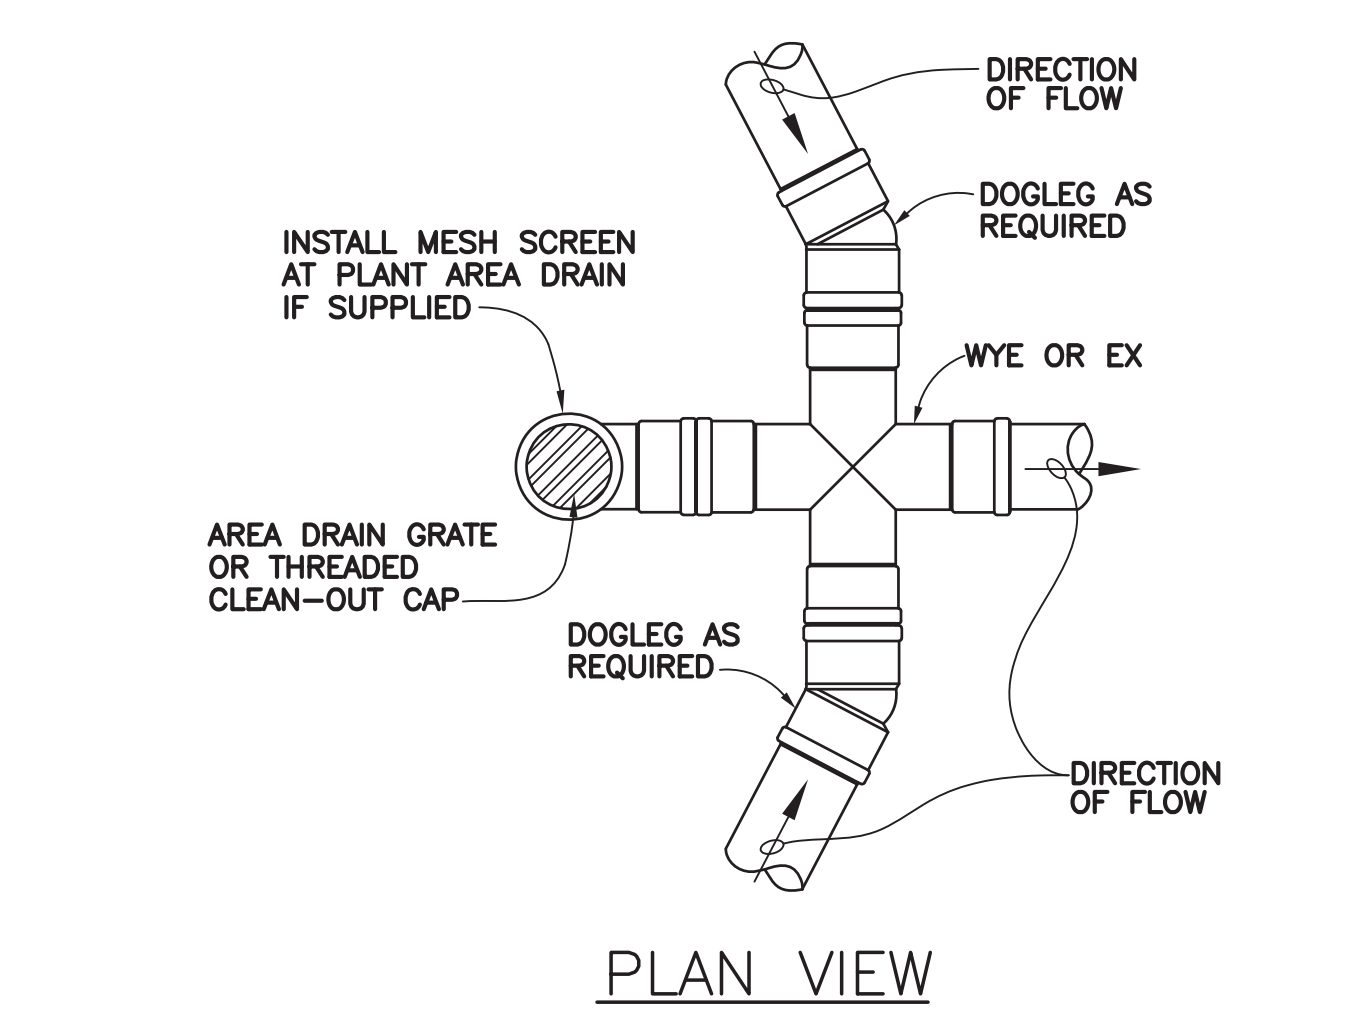 DIRECTION
OF FLOW
DOGLEG AS
REQUIRED
INSTALL MESH SCREEN
AT PLANT AREA DRAIN
IF SUPPLIED
WYE OR EX
AREA DRAIN GRATE
OR THREADED
CLEAN-OUT CAP
DOGLEG AS
REQUIRED
DIRECTION
OF FLOW
PLAN VIEW